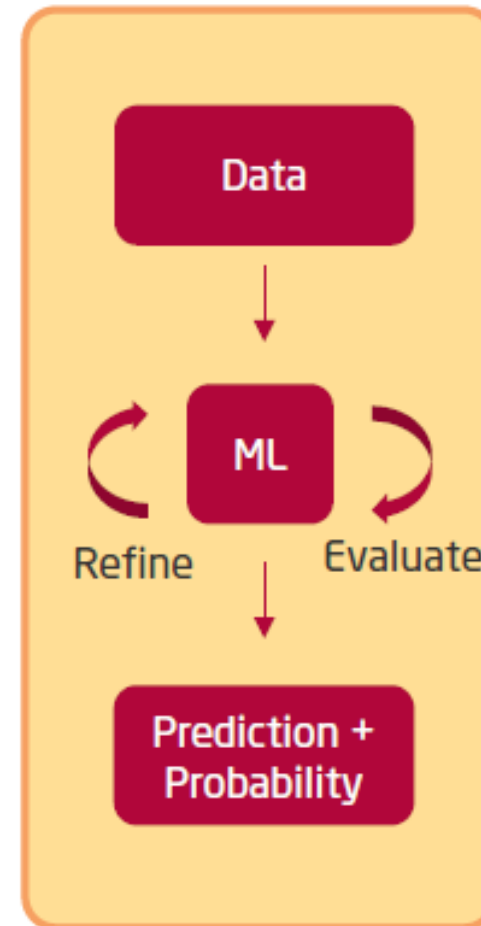 Data
ML
Refine
Evaluate
Prediction +
Probability